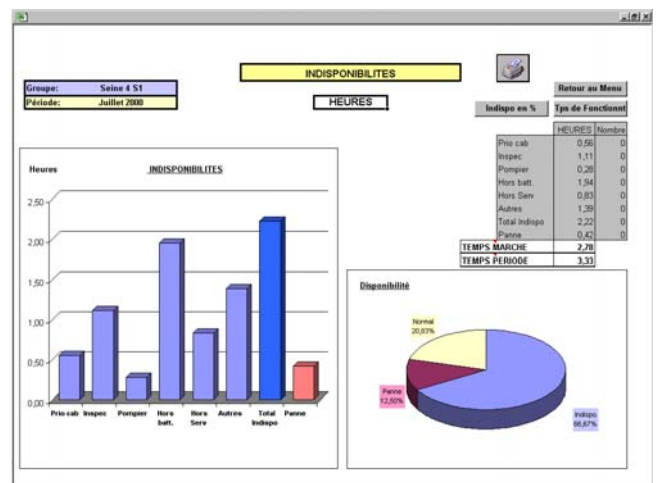 INDISPONIBILITES
Groupe: Seine 4 S1
Retour au Menu
Période: Juillet 2000
HEURES
Indispo en %
Tps de Fonctionnt
HEURES Nombre
Prio cab 0,56 0
Inspec 1,11 0
Pompier 0,28 0
Hors batt. 1,94 0
Hors Serv 0,83 0
Autres 1,39 0
Total Indispo 2,22 0
Panne 0,42 0
TEMPS MARCHE 2,78
TEMPS PERIODE 3,33
Heures
INDISPONIBILITES
2,50
2,00
1,50
1,00
0,50
0,00
Prio cab Inspec Pompier Hors Hors Autres Total Panne
batt. Serv Indispo
Disponibilité
Normal
20,83%
Panne
12,50%
Indispo
66,67%